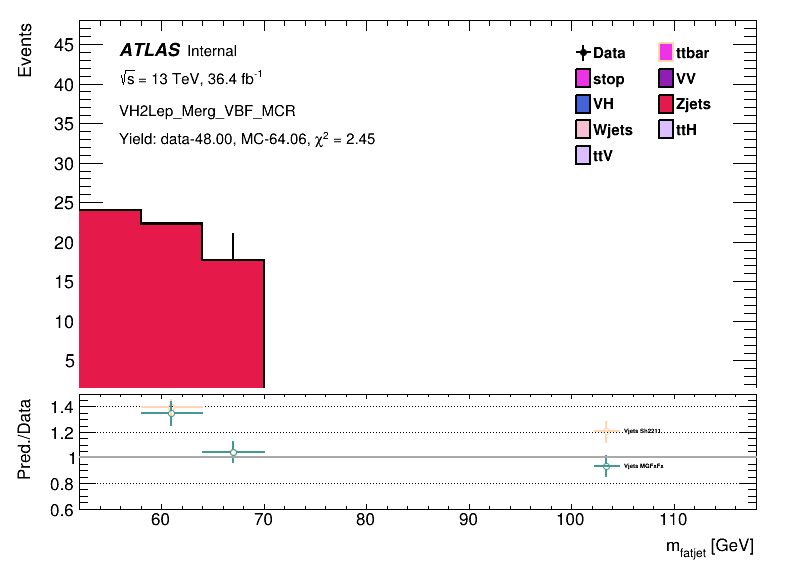 Events
45
40
35
30
25
20
15
10
5
ATLAS Internal
√s = 13 TeV, 36.4 fb⁻¹
VH2Lep_Merg_VBF_MCR
Yield: data-48.00, MC-64.06, χ² = 2.45
Data
ttbar
stop
VV
VH
Zjets
Wjets
ttH
ttV
Pred./Data
1.4
1.2
1
0.8
0.6
Vjets Sh2211
Vjets MGFxFx
60 70 80 90 100 110
m_fatjet [GeV]